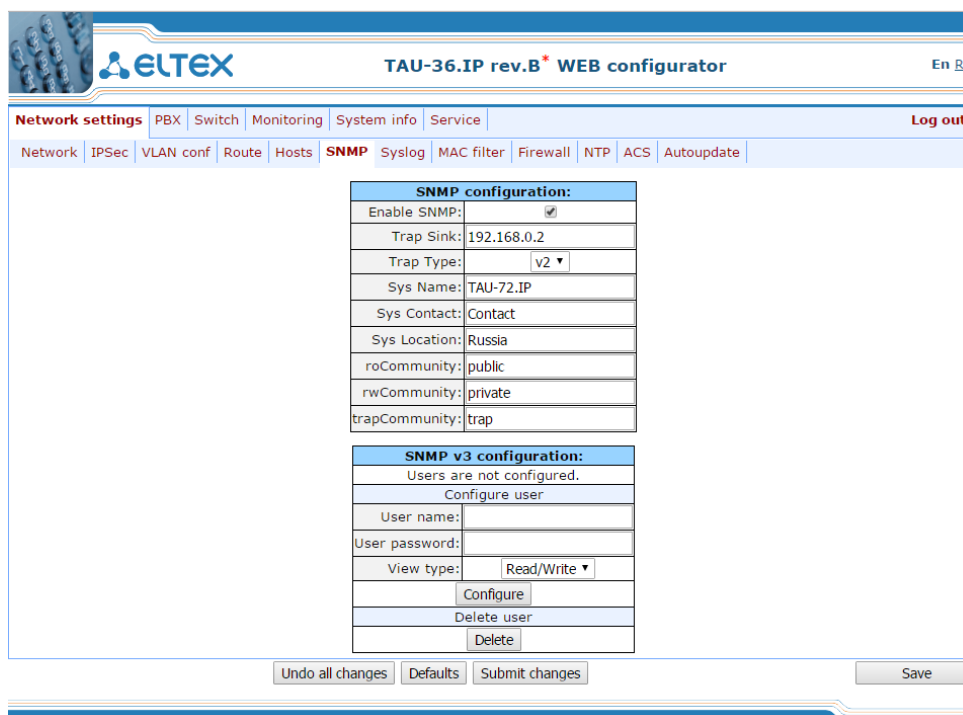 ELTEX
TAU-36.IP rev.B* WEB configurator
En R
Network settings PBX Switch Monitoring System info Service Log out
Network IPSec VLAN conf Route Hosts SNMP Syslog MAC filter Firewall NTP ACS Autoupdate
SNMP configuration:
Enable SNMP:
Trap Sink: 192.168.0.2
Trap Type: v2
Sys Name: TAU-72.IP
Sys Contact: Contact
Sys Location: Russia
roCommunity: public
rwCommunity: private
trapCommunity: trap
SNMP v3 configuration:
Users are not configured.
Configure user
User name:
User password:
View type: Read/Write
Configure
Delete user
Delete
Undo all changes Defaults Submit changes Save